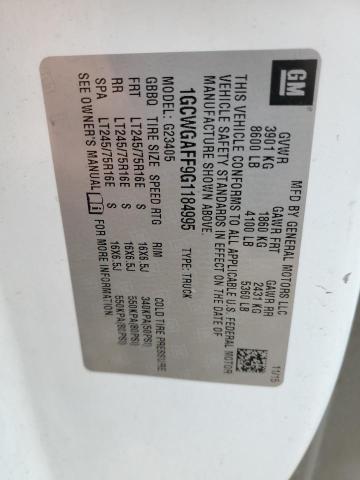 GM
MFD BY GENERAL MOTORS LLC
GVWR GAWR FRT GAWR RR
3901 KG 1860 KG 2431 KG
8600 LB 4100 LB 5360 LB
11/15
THIS VEHICLE CONFORMS TO ALL APPLICABLE U.S. FEDERAL MOTOR
VEHICLE SAFETY STANDARDS IN EFFECT ON THE DATE OF
MANUFACTURE SHOWN ABOVE.
1GCWGAFF9G1184995 TYPE: TRUCK
G23405
GBBQ TIRE SIZE SPEED RTG RIM COLD TIRE PRESSURE
FRT LT245/75R16E S 16X6.5J 340KPA(50PSI)
RR LT245/75R16E S 16X6.5J 550KPA(80PSI)
SPA LT245/75R16E S 16X6.5J 550KPA(80PSI)
SEE OWNER'S MANUAL FOR MORE INFORMATION